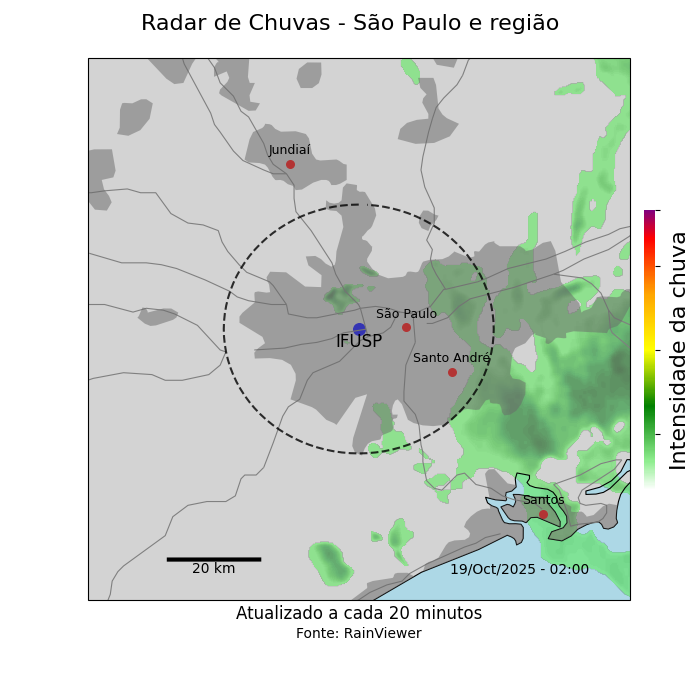 Radar de Chuvas - São Paulo e região
Jundiaí
São Paulo
IFUSP
Santo André
Santos
20 km
19/Oct/2025 - 02:00
Intensidade da chuva
Atualizado a cada 20 minutos
Fonte: RainViewer